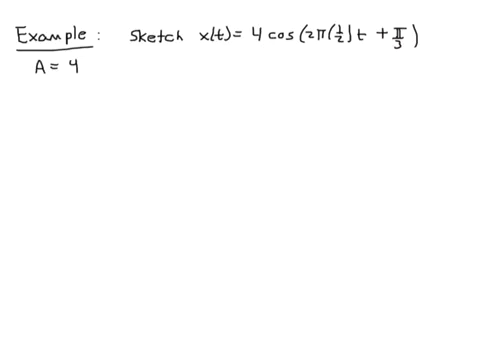 Example: Sketch x(t) = 4 cos(2π(1/2)t + π/3)
A = 4